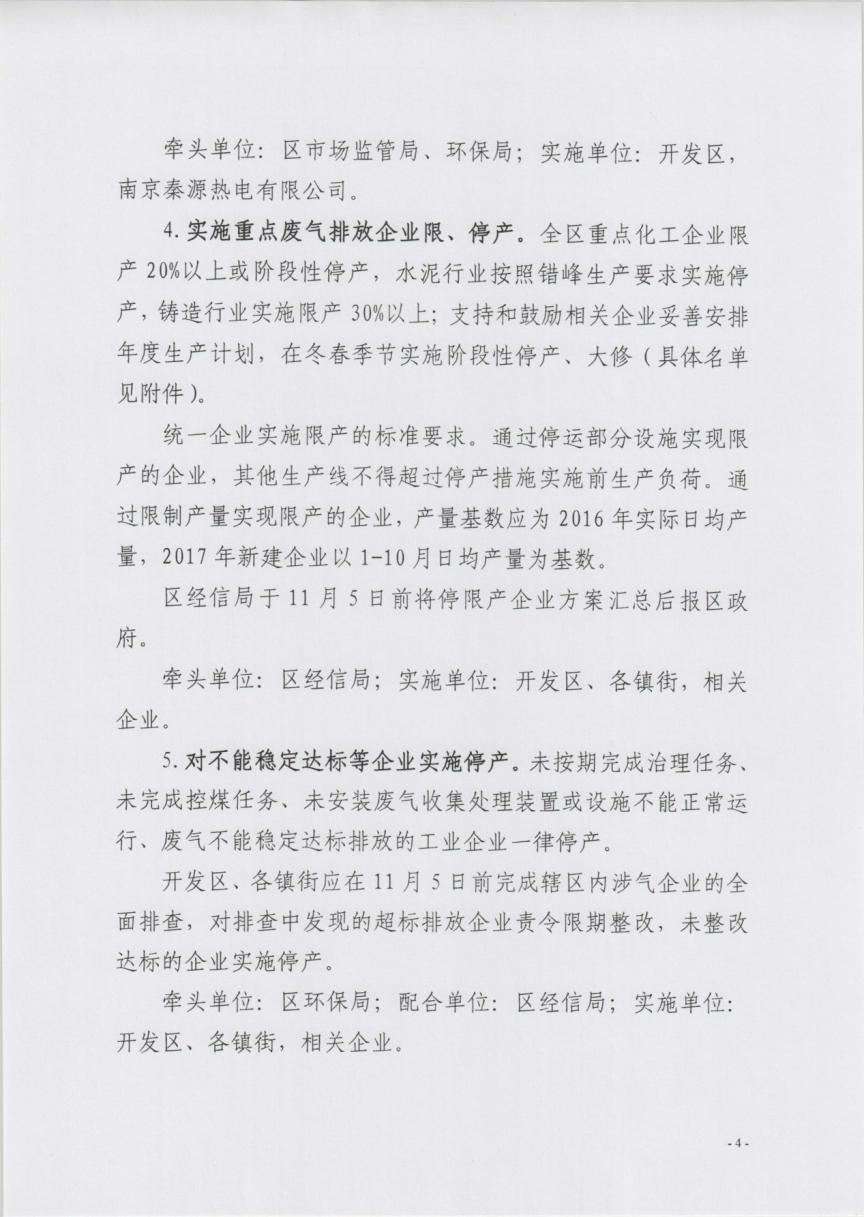 牵头单位：区市场监管局、环保局；实施单位：开发区，
南京秦源热电有限公司。
4.实施重点废气排放企业限、停产。全区重点化工企业限
产20%以上或阶段性停产，水泥行业按照错峰生产要求实施停
产，铸造行业实施限产30%以上；支持和鼓励相关企业妥善安排
年度生产计划，在冬春季节实施阶段性停产、大修（具体名单
见附件）。
统一企业实施限产的标准要求。通过停运部分设施实现限
产的企业，其他生产线不得超过停产措施实施前生产负荷。通
过限制产量实现限产的企业，产量基数应为2016年实际日均产
量，2017年新建企业以1-10月日均产量为基数。
区经信局于11月5日前将停限产企业方案汇总后报区政
府。
牵头单位：区经信局；实施单位：开发区、各镇街，相关
企业。
5.对不能稳定达标等企业实施停产。未按期完成治理任务、
未完成控煤任务、未安装废气收集处理装置或设施不能正常运
行、废气不能稳定达标排放的工业企业一律停产。
开发区、各镇街应在11月5日前完成辖区内涉气企业的全
面排查，对排查中发现的超标排放企业责令限期整改，未整改
达标的企业实施停产。
牵头单位：区环保局；配合单位：区经信局；实施单位：
开发区、各镇街，相关企业。
-4-